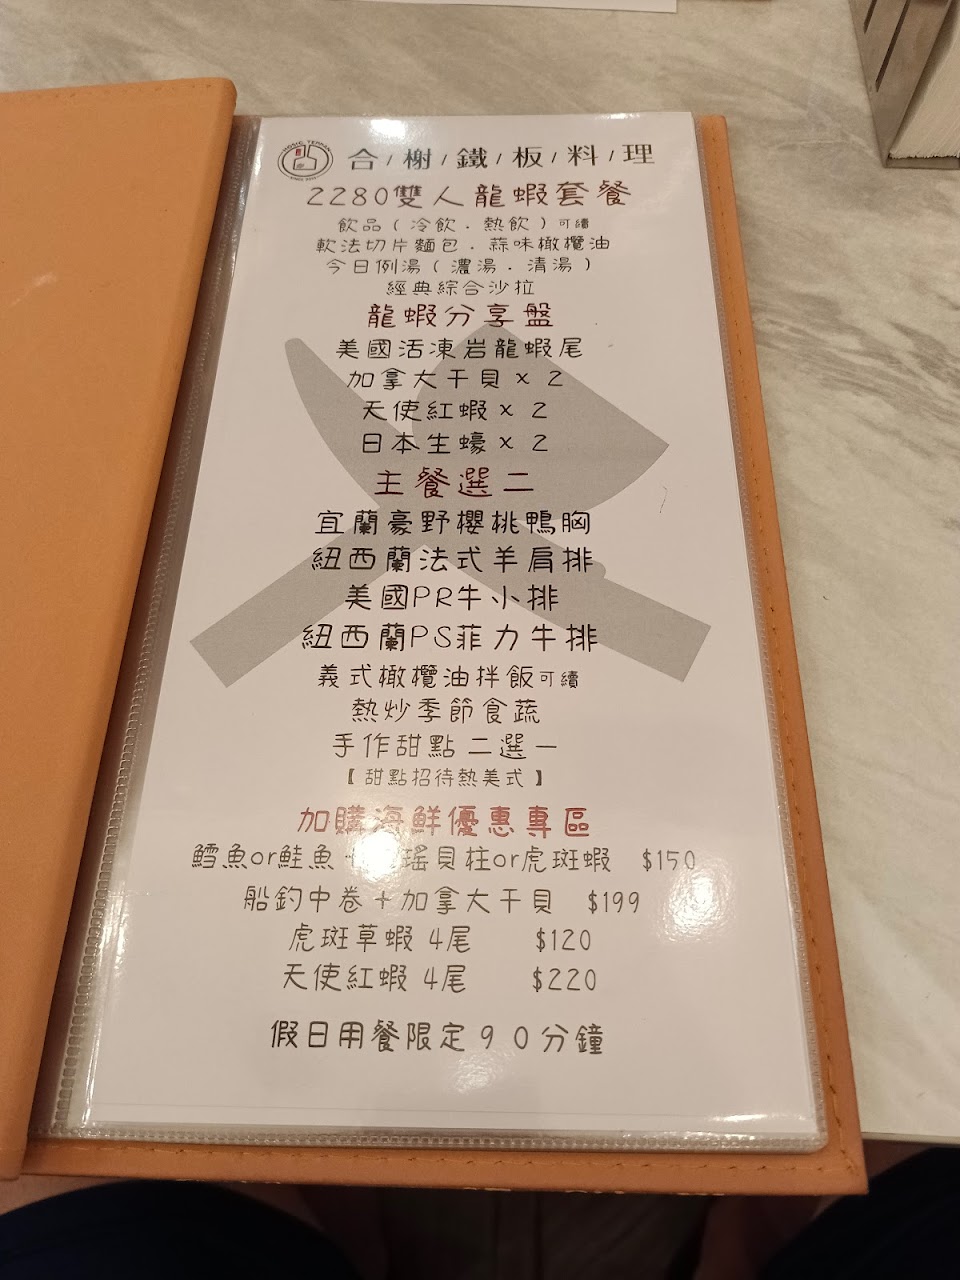 合/榭/鐵/板/料/理
2280雙人龍蝦套餐
飲品(冷飲.熱飲)可續
軟法切片麵包.蒜味橄欖油
今日例湯(濃湯.清湯)
經典綜合沙拉
龍蝦分享盤
美國活凍岩龍蝦尾
加拿大干貝×2
天使紅蝦×2
日本生蠔×2
主餐選二
宜蘭豪野櫻桃鴨胸
紐西蘭法式羊肩排
美國PR牛小排
紐西蘭PS菲力牛排
義式橄欖油拌飯可續
熱炒季節食蔬
手作甜點 二選一
【甜點招待熱美式】
加購海鮮優惠專區
鱈魚or鮭魚 瑤貝柱or虎斑蝦 $150
船釣中卷+加拿大干貝 $199
虎斑草蝦 4尾 $120
天使紅蝦 4尾 $220
假日用餐限定90分鐘